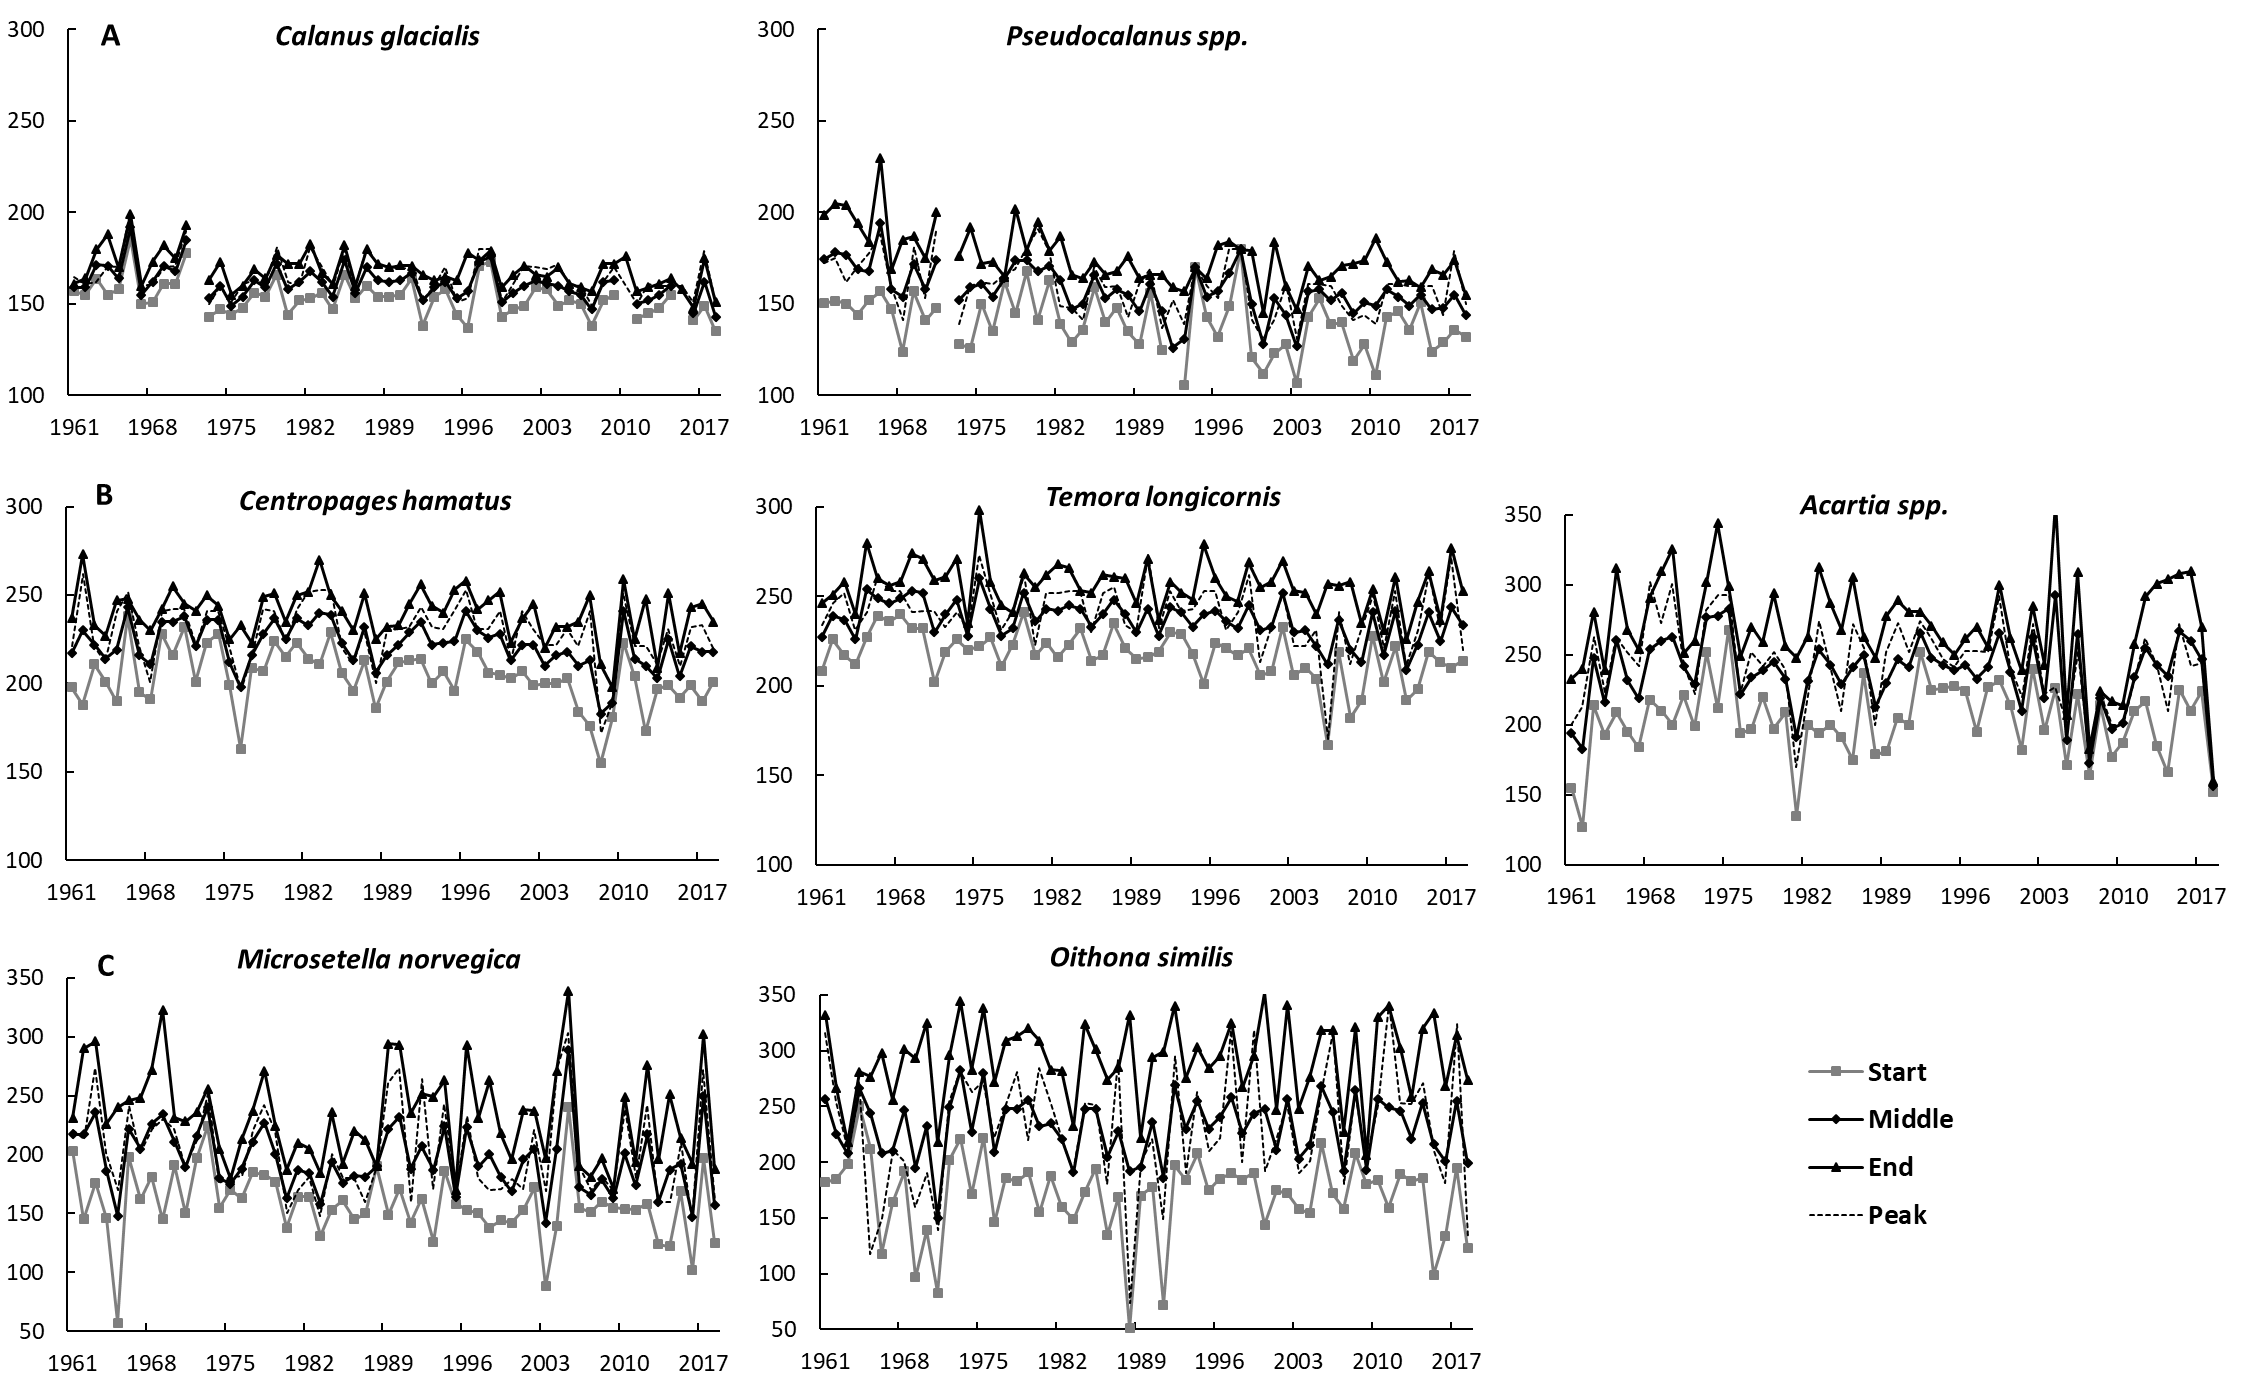 A
Calanus glacialis
300
250
200
150
100
1961 1968 1975 1982 1989 1996 2003 2010 2017
Pseudocalanus spp.
300
250
200
150
100
1961 1968 1975 1982 1989 1996 2003 2010 2017
B
Centropages hamatus
300
250
200
150
100
1961 1968 1975 1982 1989 1996 2003 2010 2017
Temora longicornis
300
250
200
150
100
1961 1968 1975 1982 1989 1996 2003 2010 2017
Acartia spp.
350
300
250
200
150
100
1961 1968 1975 1982 1989 1996 2003 2010 2017
C
Microsetella norvegica
350
300
250
200
150
100
50
1961 1968 1975 1982 1989 1996 2003 2010 2017
Oithona similis
350
300
250
200
150
100
50
1961 1968 1975 1982 1989 1996 2003 2010 2017
Start
Middle
End
Peak